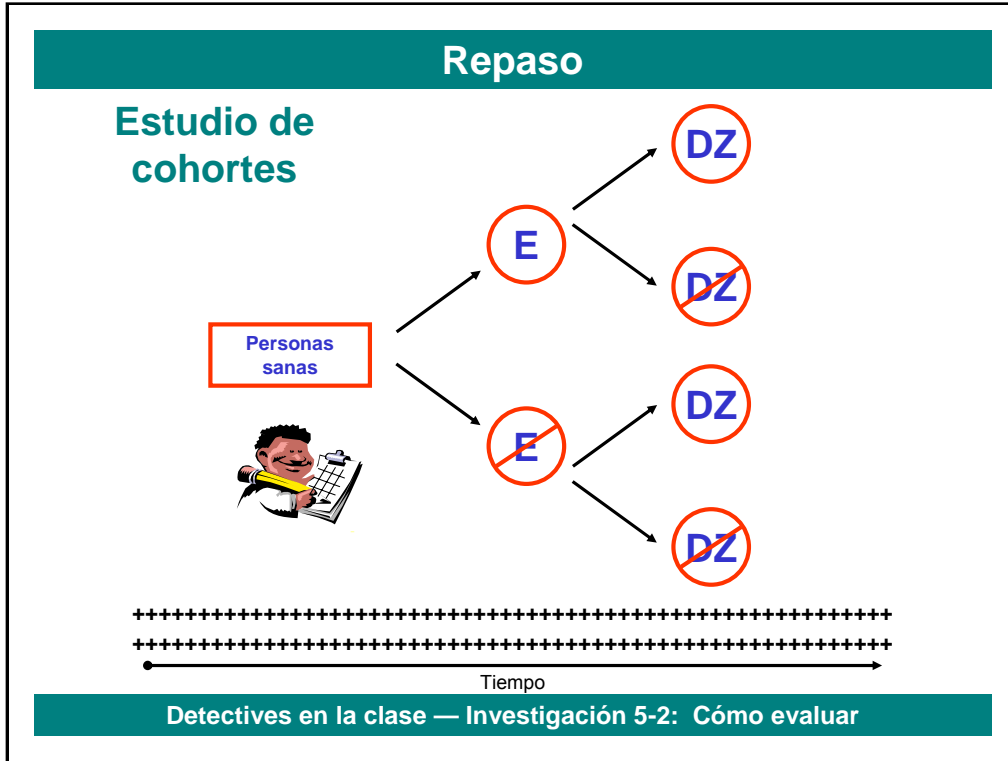 Repaso
Estudio de
cohortes
DZ
E
DZ
Personas
sanas
DZ
E
DZ
++++++++++++++++++++++++++++++++++++++++++++++++++++++++++
++++++++++++++++++++++++++++++++++++++++++++++++++++++++++
Tiempo
Detectives en la clase — Investigación 5-2: Cómo evaluar